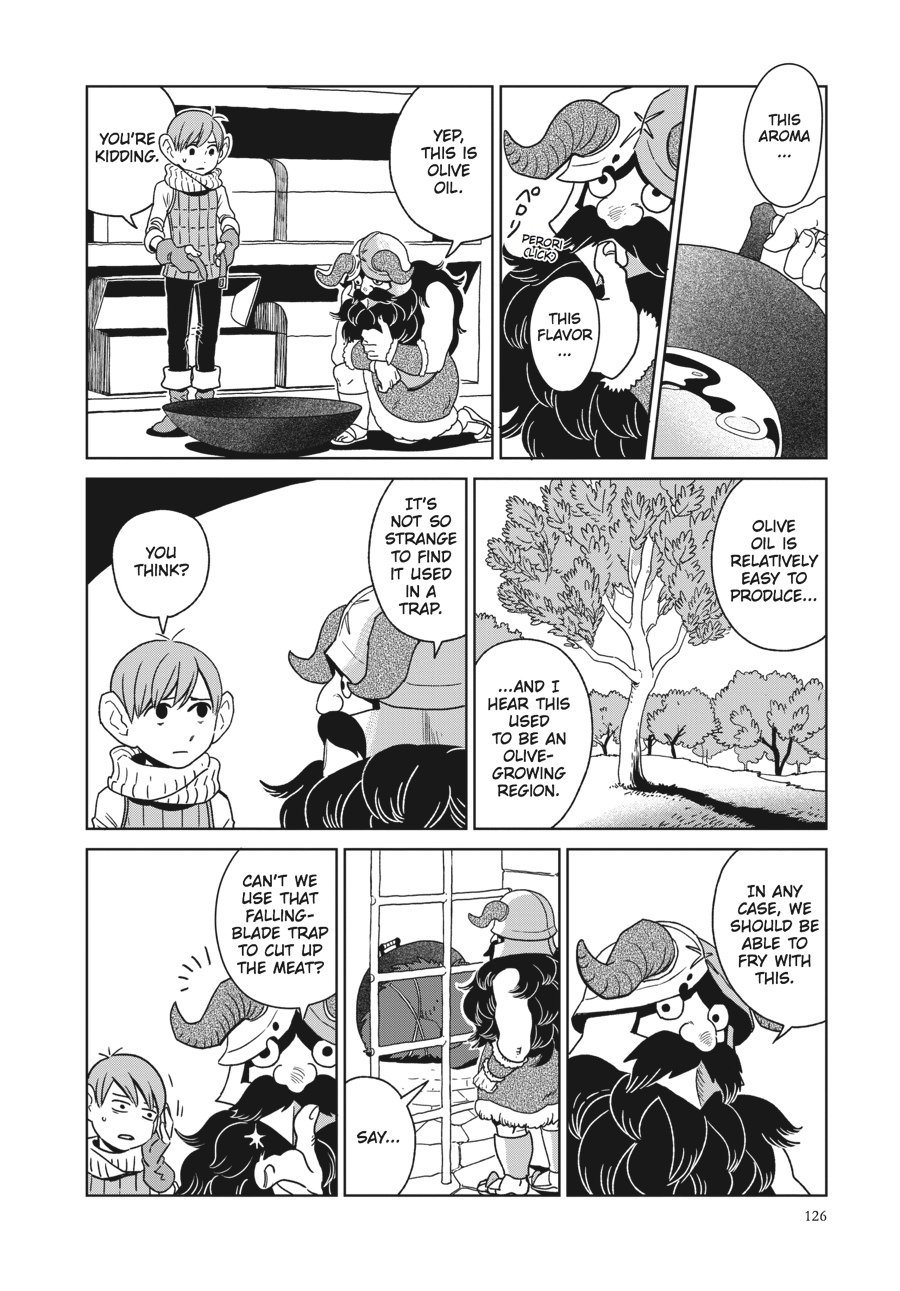 THIS
AROMA
...
ペロリ
PERORI
(LICK)
THIS
FLAVOR
...
YEP,
THIS IS
OLIVE
OIL.
YOU'RE
KIDDING.
OLIVE
OIL IS
RELATIVELY
EASY TO
PRODUCE...
...AND I
HEAR THIS
USED
TO BE AN
OLIVE-
GROWING
REGION.
IT'S
NOT SO
STRANGE
TO FIND
IT USED
IN A
TRAP.
YOU
THINK?
IN ANY
CASE, WE
SHOULD BE
ABLE TO
FRY WITH
THIS.
SAY...
CAN'T WE
USE THAT
FALLING-
BLADE TRAP
TO CUT UP
THE MEAT?
126